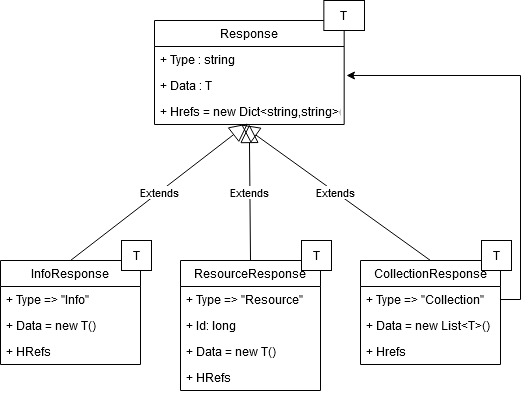 T
Response
+ Type : string
+ Data : T
+ Hrefs = new Dict<string,string>(
Extends
Extends
Extends
T
InfoResponse
+ Type => "Info"
+ Data = new T()
+ HRefs
T
ResourceResponse
+ Type => "Resource"
+ Id: long
+ Data = new T()
+ HRefs
T
CollectionResponse
+ Type => "Collection"
+ Data = new List<T>()
+ Hrefs